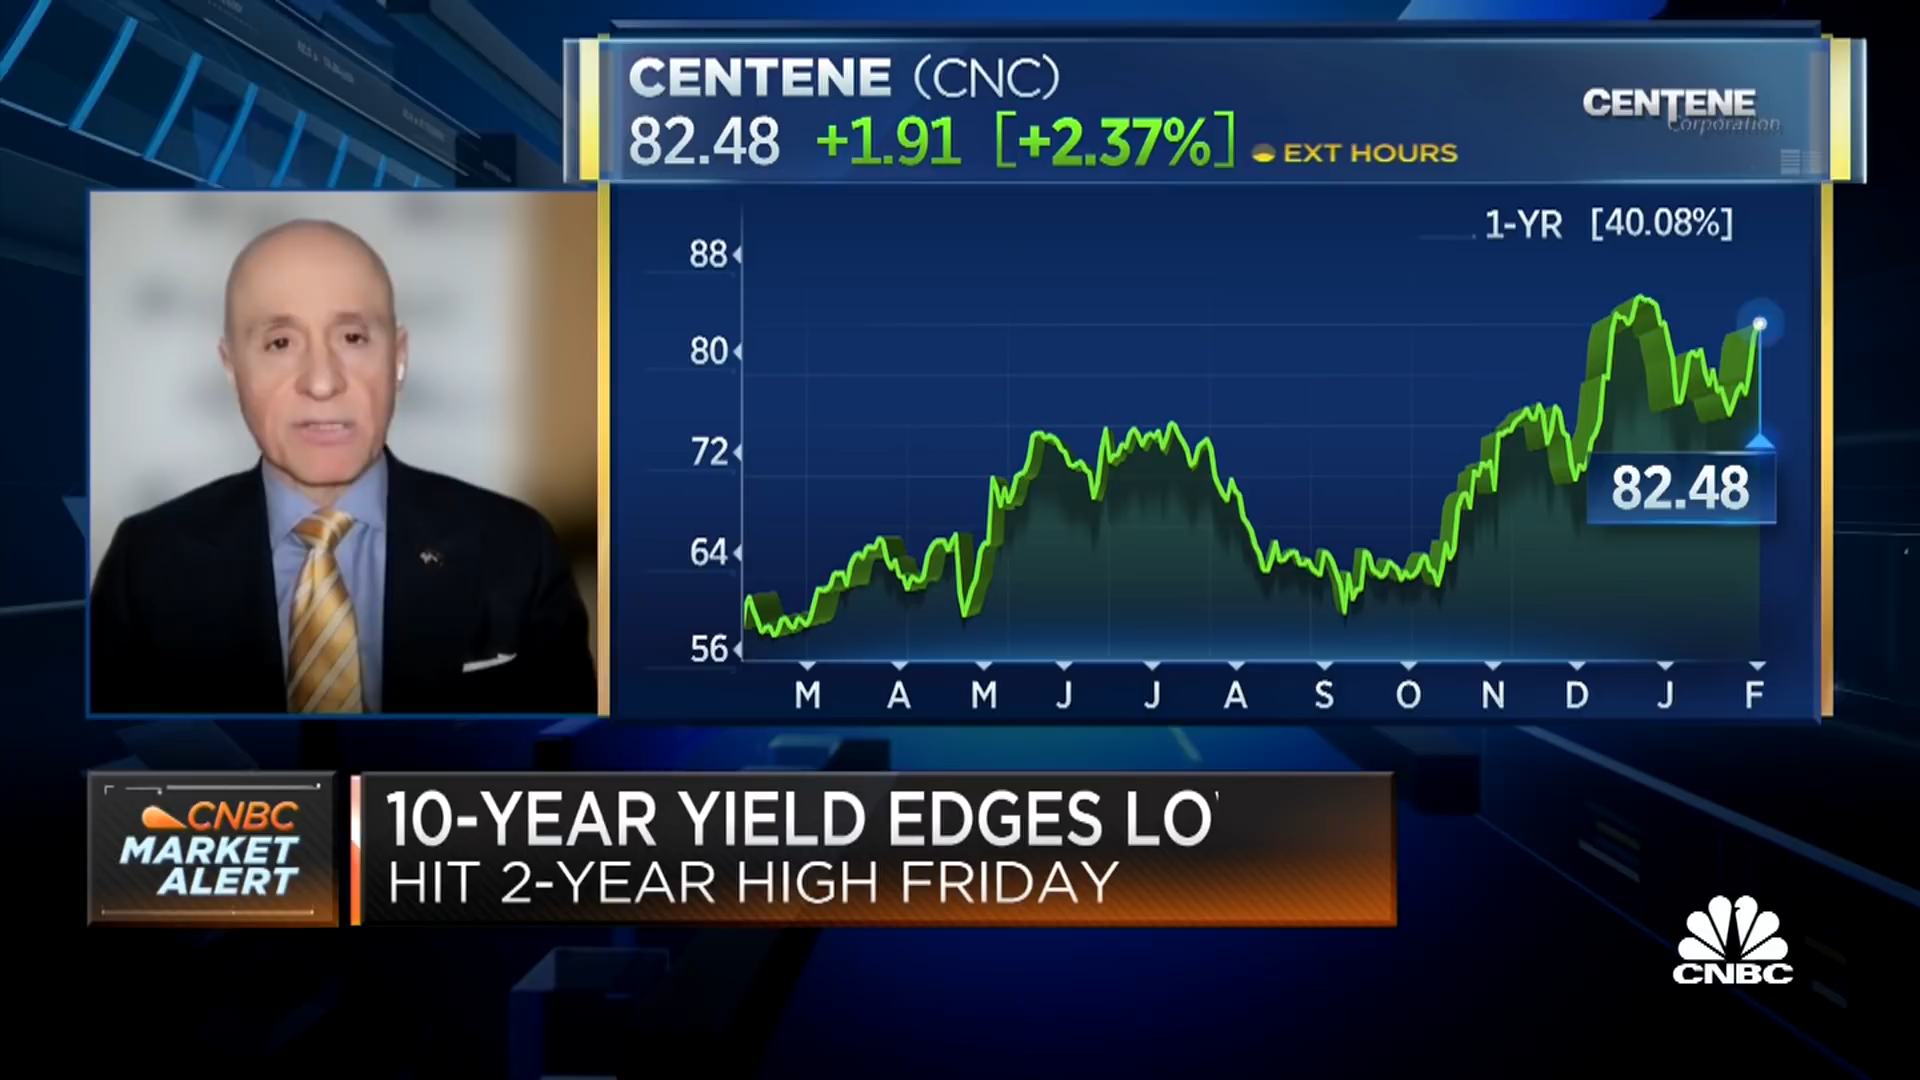 CENTENE (CNC)
82.48 +1.91 [+2.37%] EXT HOURS
CENTENE
Corporation
1-YR [40.08%]
88
80
72
64
56
82.48
M A M J J A S O N D J F
CNBC
MARKET
ALERT
10-YEAR YIELD EDGES
HIT 2-YEAR HIGH FRIDAY
CNBC